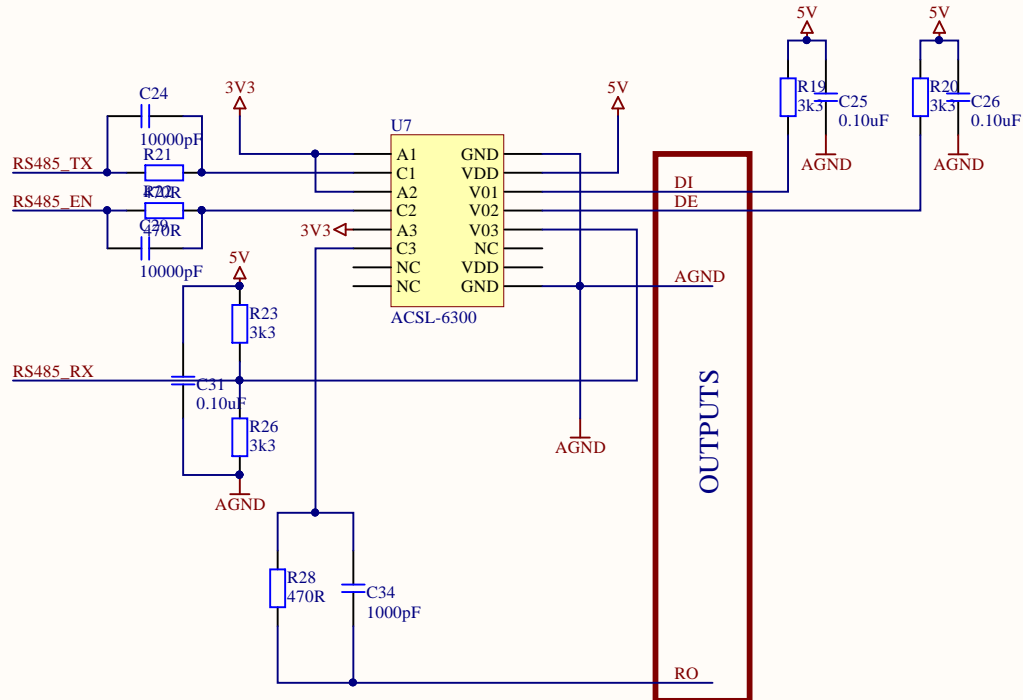 5V
5V
C24
3V3
5V
R19
3k3
C25
0.10uF
R20
3k3
C26
0.10uF
10000pF
U7
RS485_TX
R21
470R
A1
GND
AGND
AGND
C1
VDD
R22
A2
V01
DI
RS485_EN
C2
V02
DE
C29
470R
3V3
A3
V03
C3
NC
10000pF
5V
NC
VDD
NC
GND
AGND
R23
3k3
ACSL-6300
RS485_RX
C31
0.10uF
R26
3k3
AGND
AGND
OUTPUTS
R28
470R
C34
1000pF
RO